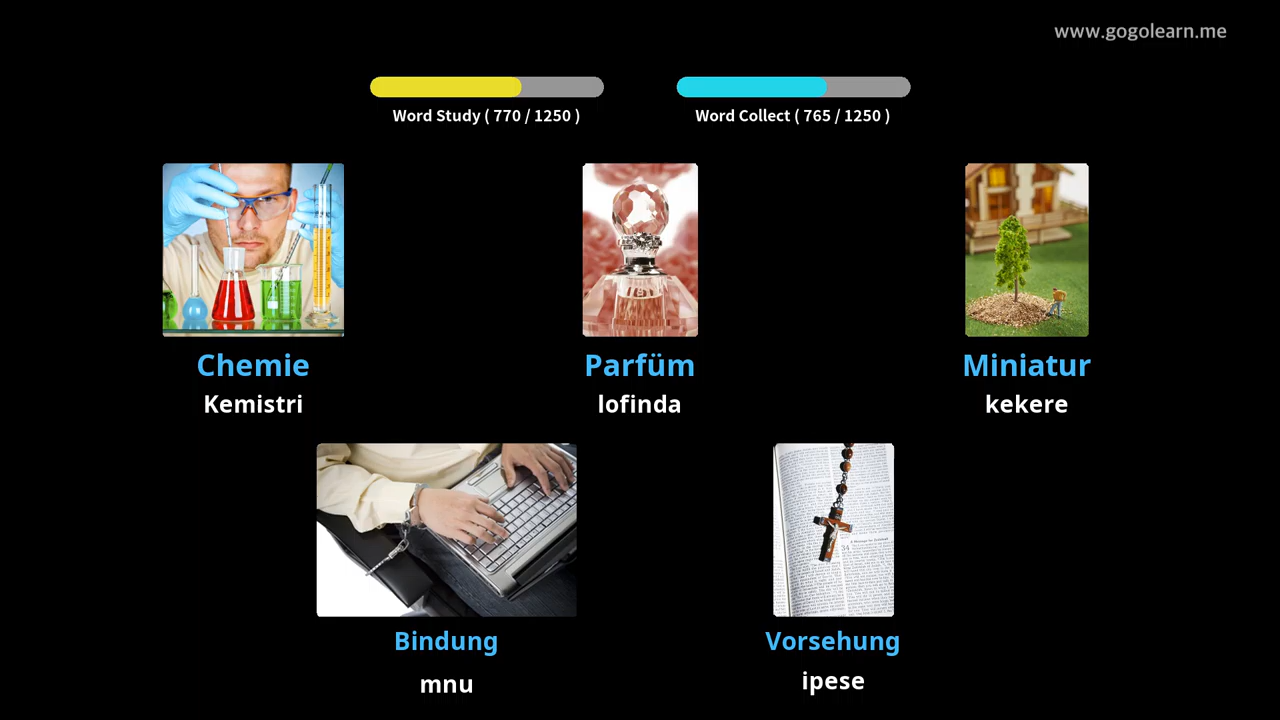 www.gogolearn.me
Word Study ( 770 / 1250 )
Word Collect ( 765 / 1250 )
Chemie
Parfüm
Miniatur
Kemistri
lofinda
kekere
Bindung
Vorsehung
mnu
ipese